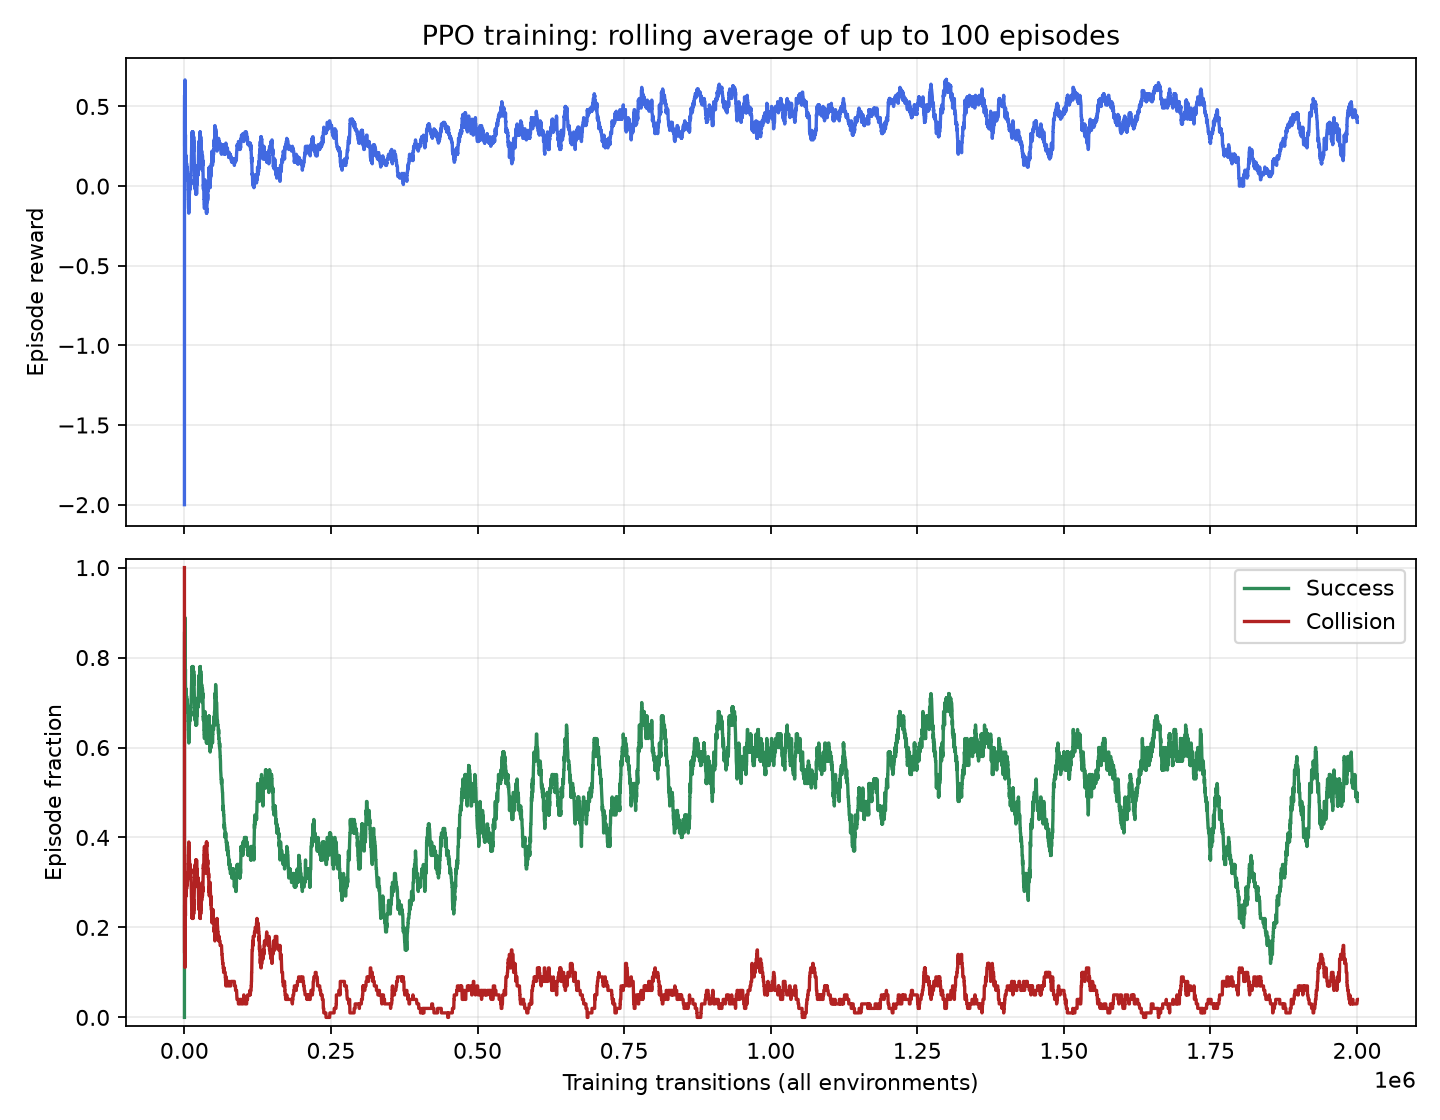 PPO training: rolling average of up to 100 episodes
Episode reward
0.5
0.0
−0.5
−1.0
−1.5
−2.0
Episode fraction
1.0
0.8
0.6
0.4
0.2
0.0
Success
Collision
0.00 0.25 0.50 0.75 1.00 1.25 1.50 1.75 2.00
Training transitions (all environments)
1e6